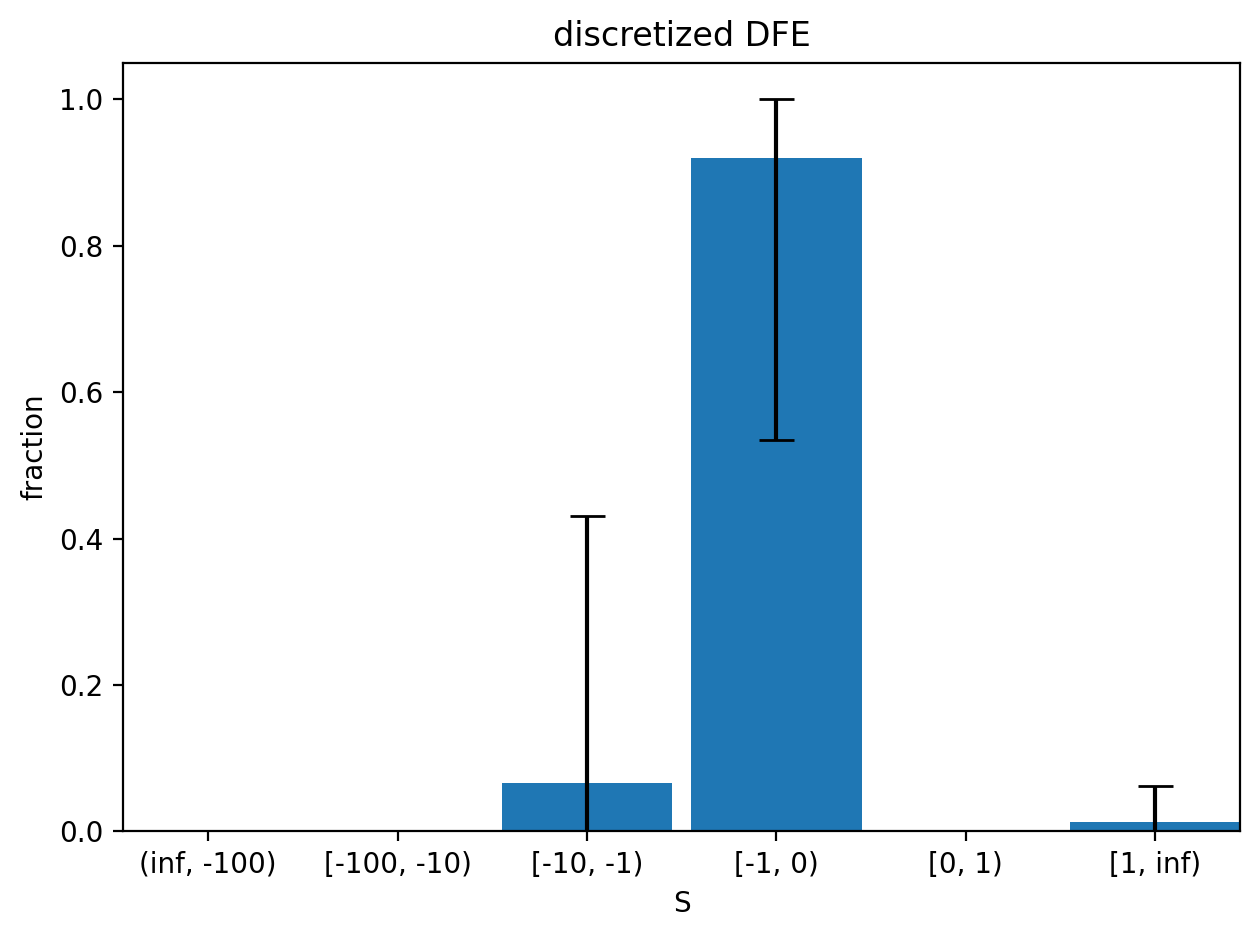 discretized DFE
1.0
0.8
0.6
0.4
0.2
0.0
fraction
(inf, -100)
[-100, -10)
[-10, -1)
[-1, 0)
[0, 1)
[1, inf)
S